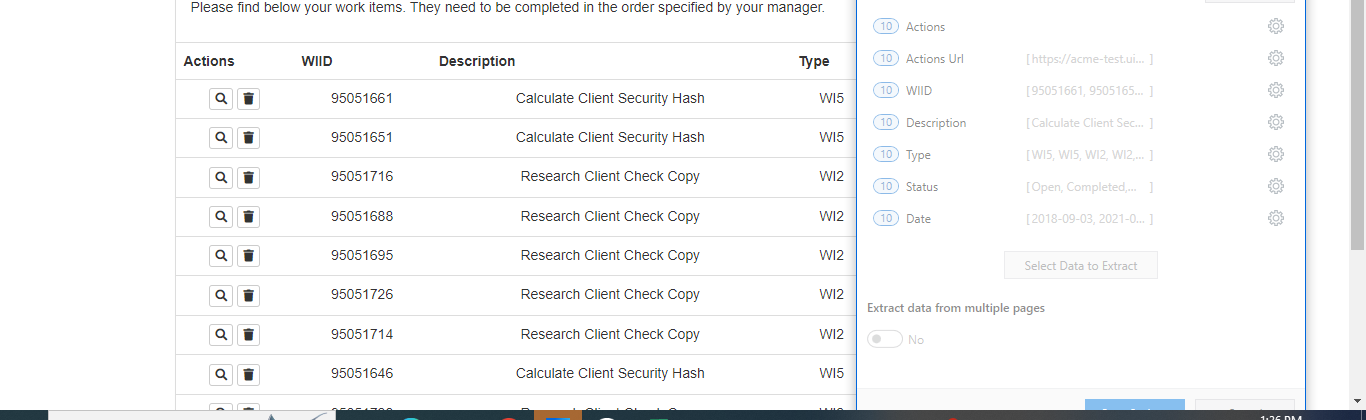 Please find below your work items. They need to be completed in the order specified by your manager.
Actions WIID Description Type
95051661 Calculate Client Security Hash WI5
95051651 Calculate Client Security Hash WI5
95051716 Research Client Check Copy WI2
95051688 Research Client Check Copy WI2
95051695 Research Client Check Copy WI2
95051726 Research Client Check Copy WI2
95051714 Research Client Check Copy WI2
95051646 Calculate Client Security Hash WI5
Research Client Check Copy WI2
10 Actions
10 Actions Url [https://acme-test.ui... ]
10 WIID [95051661, 9505165... ]
10 Description [Calculate Client Sec... ]
10 Type [WI5, WI5, WI2, WI2,... ]
10 Status [Open, Completed,... ]
10 Date [2018-09-03, 2021-0... ]
Select Data to Extract
Extract data from multiple pages
No
1:26 PM